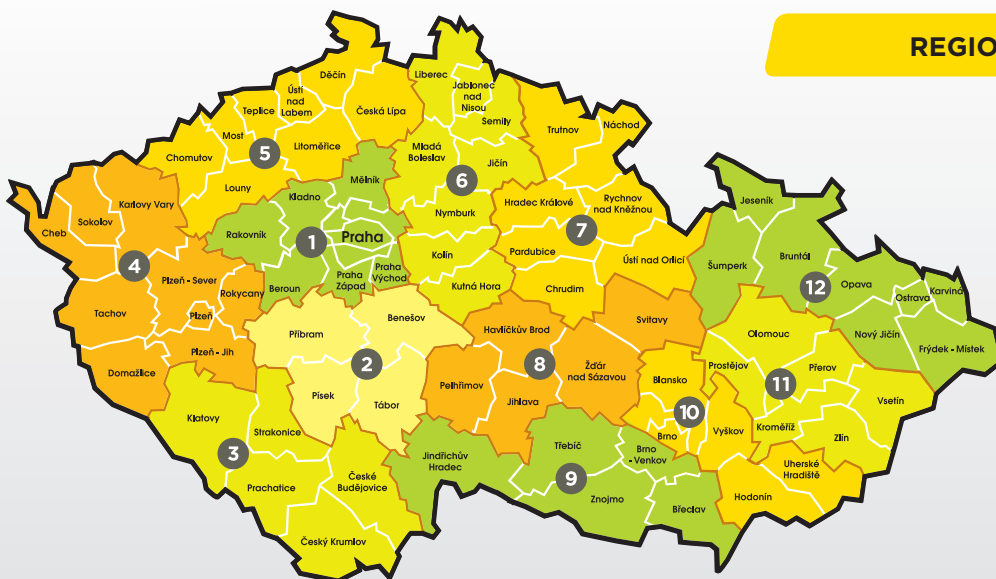 REGIO
Děčín
Liberec
Ústí
nad
Labem
Jablonec
nad
Nisou
Teplice
Česká Lípa
Semily
Trutnov
Náchod
Most
Litoměřice
Mladá
Boleslav
Jičín
Chomutov
5
6
Louny
Mělník
Kladno
Karlovy Vary
Sokolov
Cheb
Nymburk
Hradec Králové
Rychnov
nad Kněžnou
Jeseník
Rakovník
1
Praha
7
Kolín
Pardubice
Ústí nad Orlicí
Šumperk
Bruntál
4
Plzeň - Sever
Rokycany
Beroun
Praha
Západ
Praha
Východ
Kutná Hora
Chrudim
12
Opava
Karviná
Ostrava
Tachov
Plzeň
Benešov
Příbram
Havlíčkův Brod
Svitavy
Olomouc
Nový Jičín
Frýdek - Místek
Plzeň - Jih
Domažlice
2
8
Žďár
nad Sázavou
Prostějov
Přerov
Pelhřimov
Blansko
11
Písek
Tábor
Jihlava
10
Vsetín
Klatovy
Strakonice
Brno
Vyškov
Kroměříž
Zlín
3
Jindřichův
Hradec
Třebíč
Brno
- Venkov
Uherské
Hradiště
České
Budějovice
9
Prachatice
Znojmo
Břeclav
Hodonín
Český Krumlov